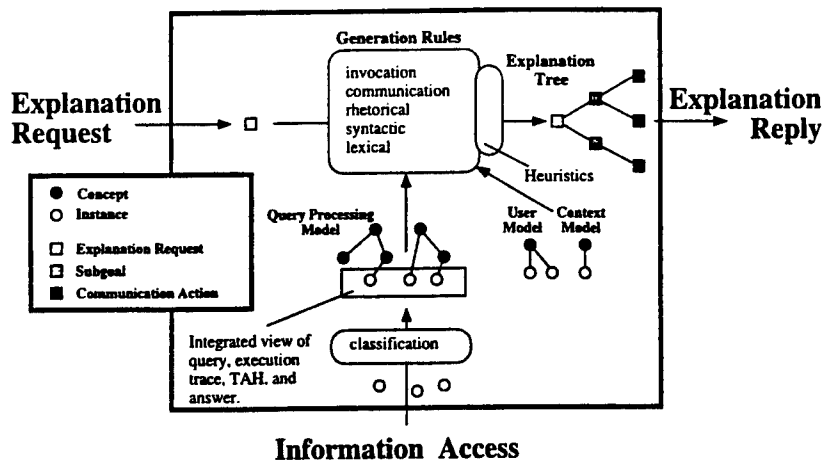 Generation Rules
invocation
communication
rhetorical
syntactic
lexical
Explanation
Tree
Explanation
Request
Explanation
Reply
Heuristics
Concept
Instance
Explanation Request
Subgoal
Communication Action
Query Processing
Model
User
Model
Context
Model
Integrated view of
query, execution
trace, TAH, and
answer.
classification
Information Access